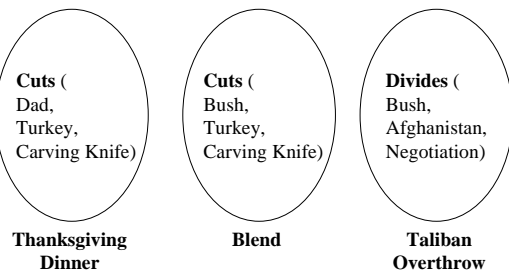 Cuts (
Dad,
Turkey,
Carving Knife)
Thanksgiving
Dinner
Cuts (
Bush,
Turkey,
Carving Knife)
Blend
Divides (
Bush,
Afghanistan,
Negotiation)
Taliban
Overthrow